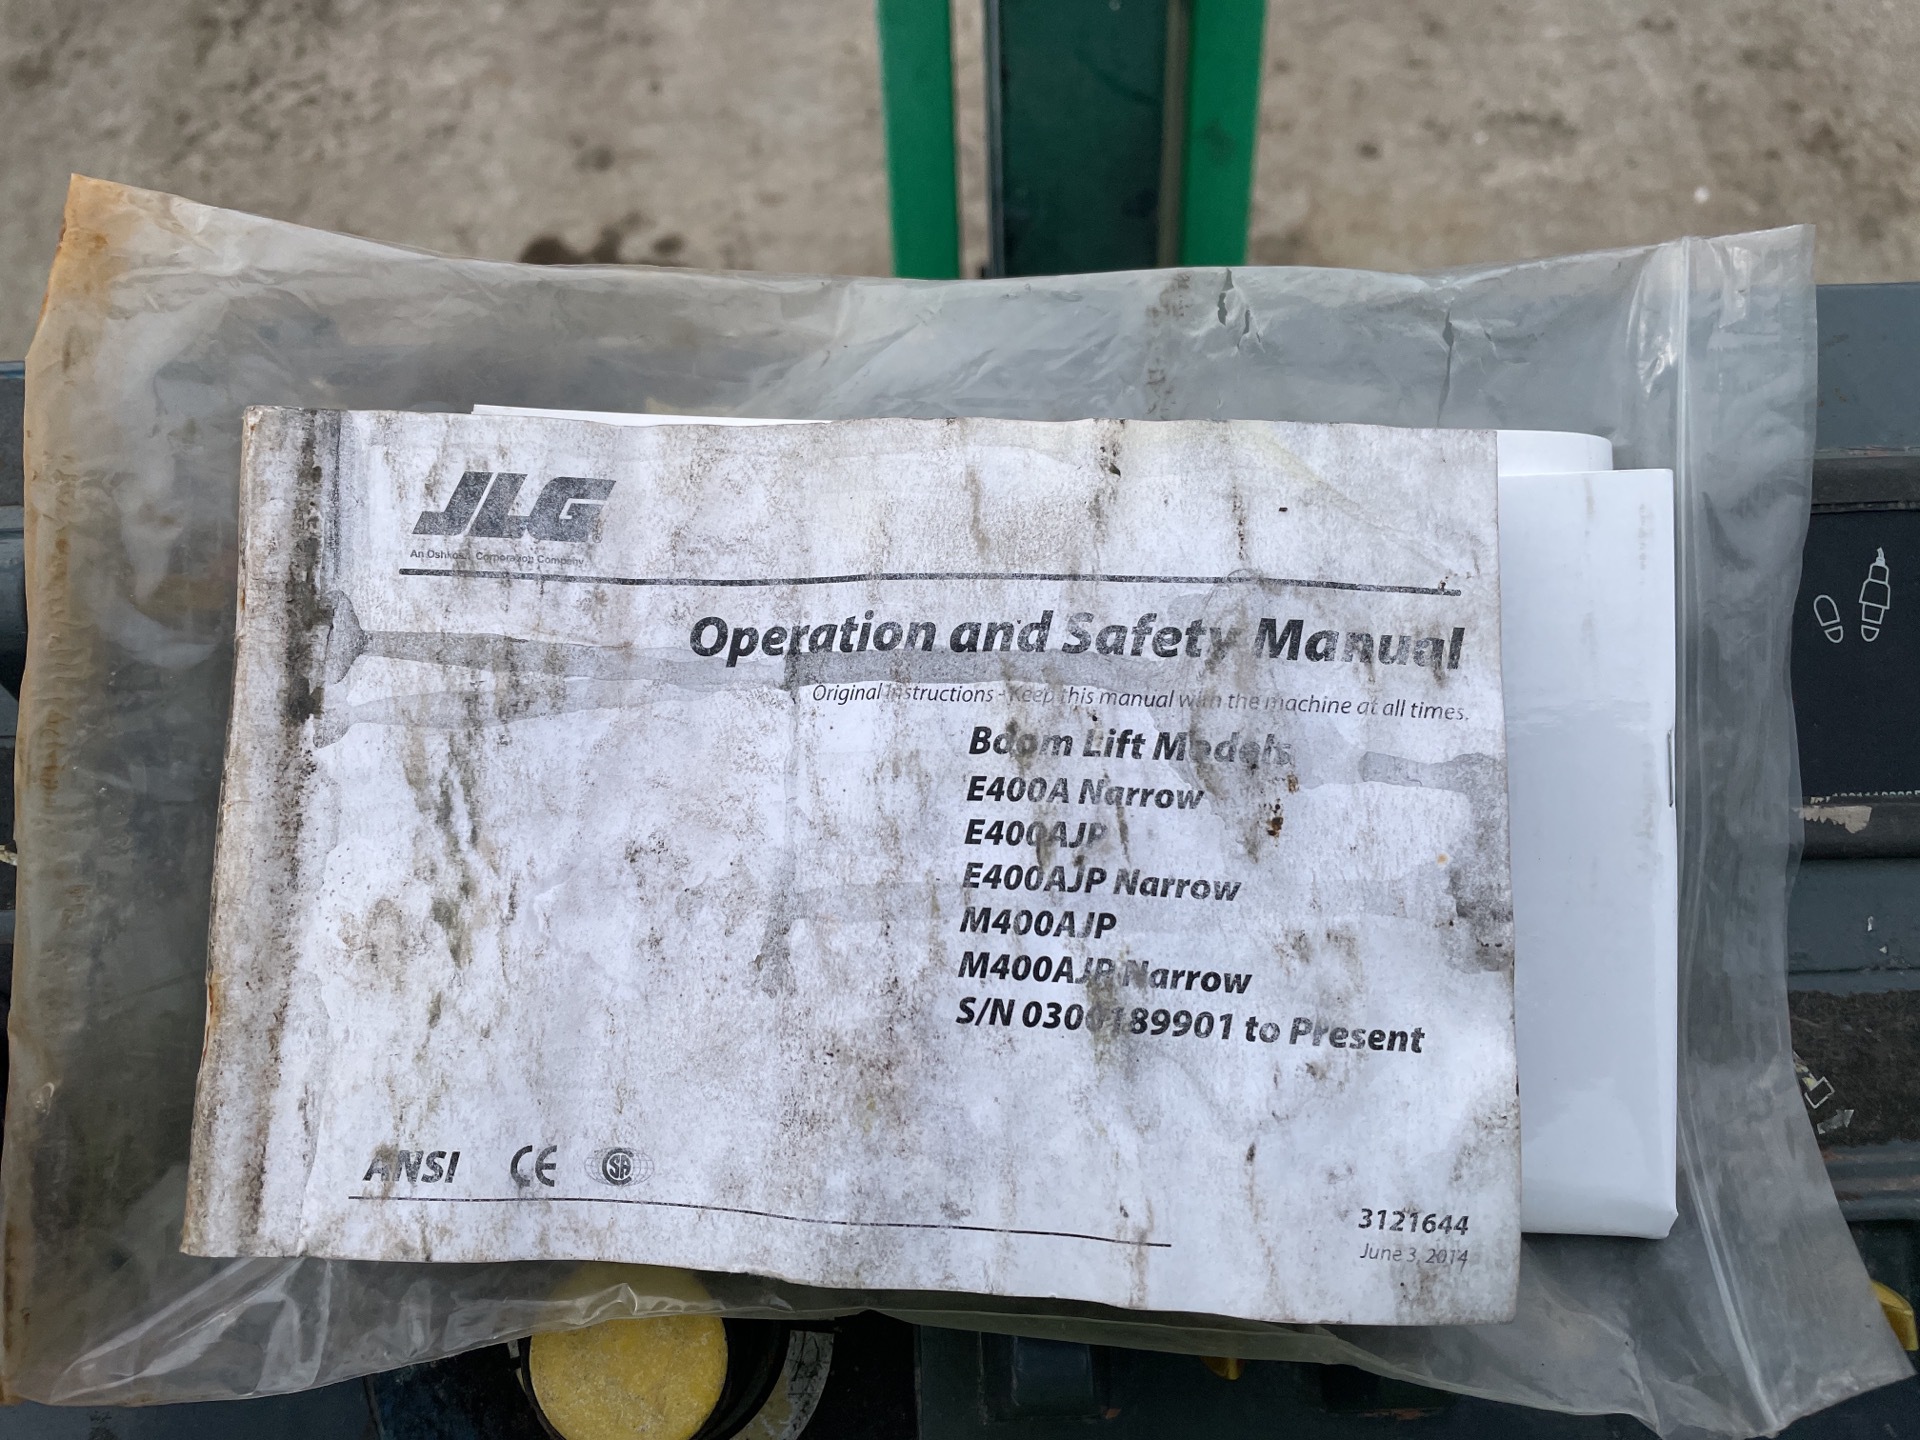 JLG
An Oshkosh Corporation Company
Operation and Safety Manual
Original Instructions - Keep this manual with the machine at all times.
Boom Lift Models
E400A Narrow
E400AJP
E400AJP Narrow
M400AJP
M400AJP Narrow
S/N 0300189901 to Present
ANSI CE SA
3121644
June 3, 2014